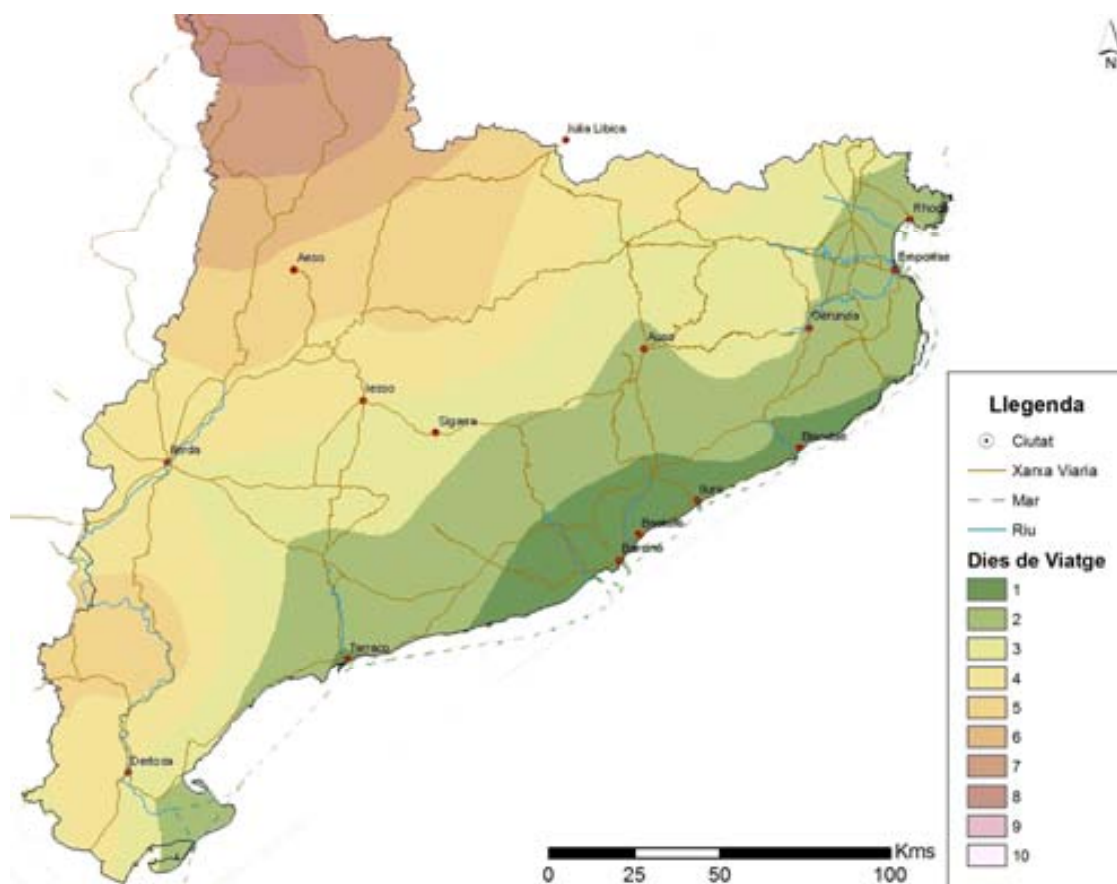 N
Julia Libica
Rhode
Aeso
Emporiae
Gerunda
Auso
Iesso
Sigarra
Ilerda
Blandae
Iluro
Baetulo
Barcino
Tarraco
Dertosa
Llegenda
Ciutat
Xarxa Viaria
Mar
Riu
Dies de Viatge
1
2
3
4
5
6
7
8
9
10
Kms
0 25 50 100